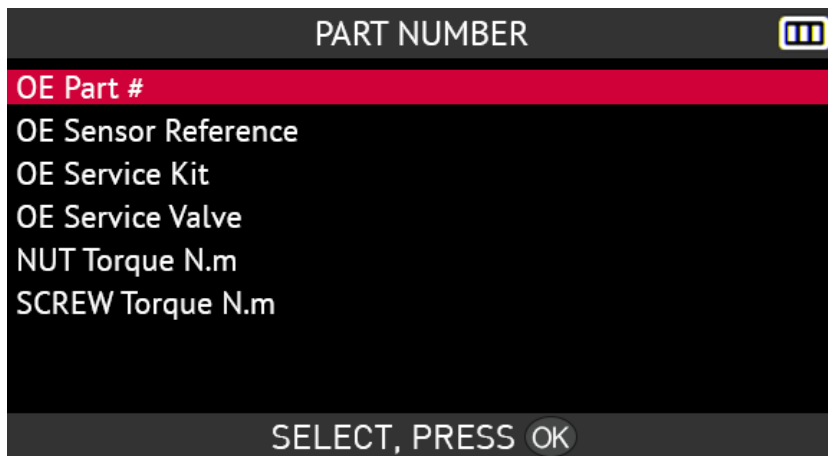 PART NUMBER
OE Part #
OE Sensor Reference
OE Service Kit
OE Service Valve
NUT Torque N.m
SCREW Torque N.m
SELECT, PRESS OK